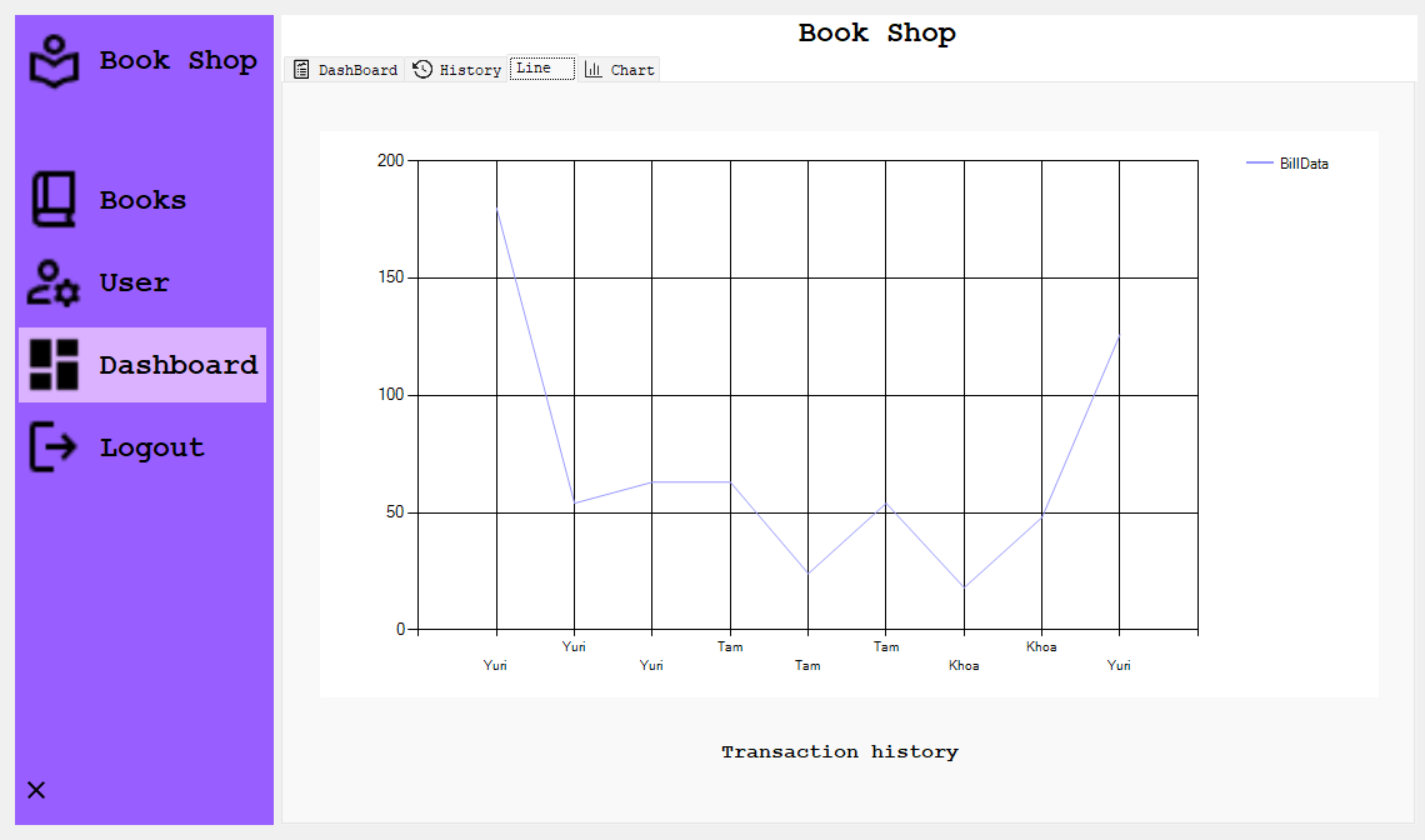 Book Shop
Books
User
Dashboard
Logout
Book Shop
DashBoard History Line Chart
200
150
100
50
0
BillData
Yuri Tam Tam Khoa
Yuri Yuri Tam Khoa Yuri
Transaction history